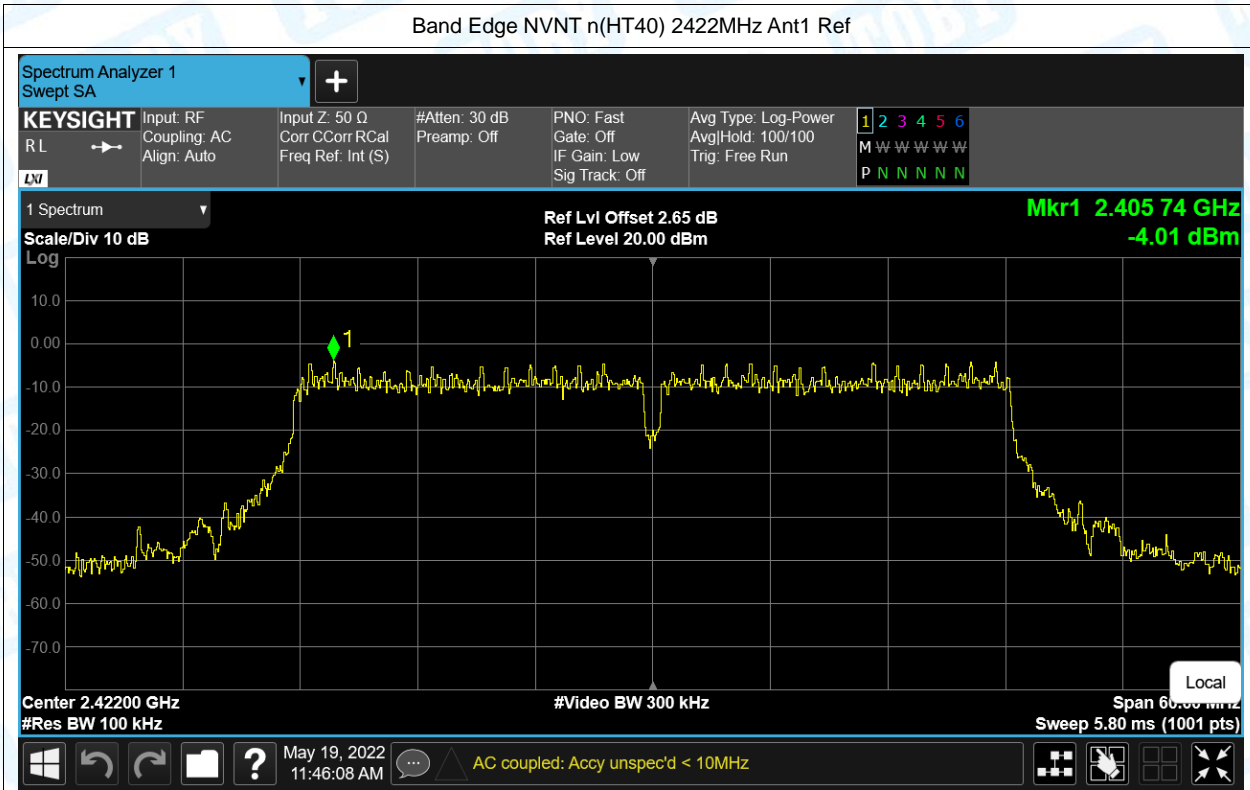 Band Edge NVNT n(HT40) 2422MHz Ant1 Ref
Spectrum Analyzer 1
Swept SA
+
KEYSIGHT
R L
LXI
Input: RF
Coupling: AC
Align: Auto
Input Z: 50 Ω
Corr CCorr RCal
Freq Ref: Int (S)
#Atten: 30 dB
Preamp: Off
PNO: Fast
Gate: Off
IF Gain: Low
Sig Track: Off
Avg Type: Log-Power
Avg|Hold: 100/100
Trig: Free Run
1 2 3 4 5 6
M W W W W W
P N N N N N
1 Spectrum
Scale/Div 10 dB
Log
Ref Lvl Offset 2.65 dB
Ref Level 20.00 dBm
Mkr1 2.405 74 GHz
-4.01 dBm
1
10.0
0.00
-10.0
-20.0
-30.0
-40.0
-50.0
-60.0
-70.0
Local
Center 2.42200 GHz
#Video BW 300 kHz
Span 60.00 MHz
#Res BW 100 kHz
Sweep 5.80 ms (1001 pts)
?
May 19, 2022
11:46:08 AM
AC coupled: Accy unspec'd < 10MHz